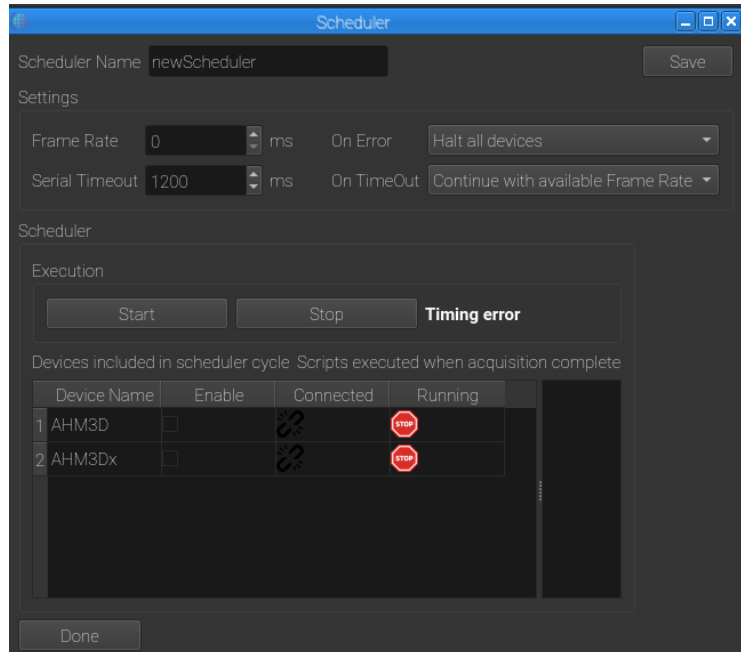 Scheduler
Scheduler Name newScheduler Save
Settings
Frame Rate 0 ms On Error Halt all devices
Serial Timeout 1200 ms On TimeOut Continue with available Frame Rate
Scheduler
Execution
Start Stop Timing error
Devices included in scheduler cycle Scripts executed when acquisition complete
Device Name Enable Connected Running
1 AHM3D STOP
2 AHM3Dx STOP
Done